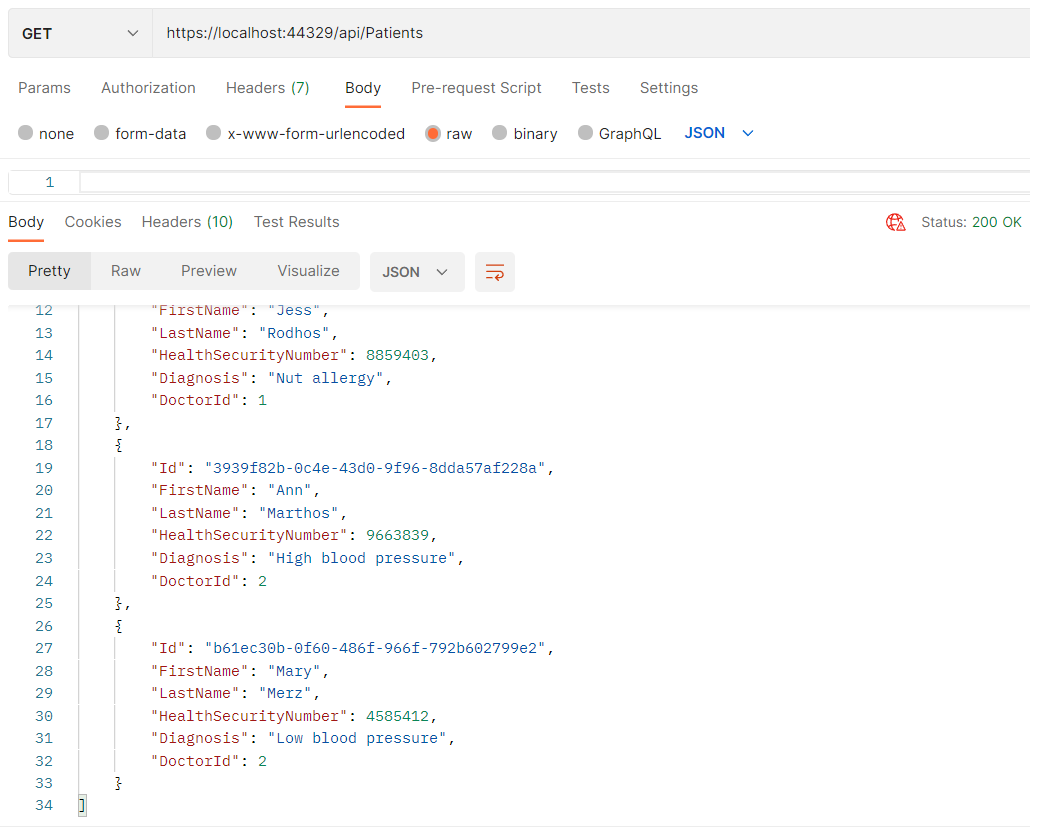 GET https://localhost:44329/api/Patients
Params Authorization Headers (7) Body Pre-request Script Tests Settings
none form-data x-www-form-urlencoded raw binary GraphQL JSON
1
Body Cookies Headers (10) Test Results Status: 200 OK
Pretty Raw Preview Visualize JSON
12 "FirstName": "Jess",
13 "LastName": "Rodhos",
14 "HealthSecurityNumber": 8859403,
15 "Diagnosis": "Nut allergy",
16 "DoctorId": 1
17 },
18 {
19 "Id": "3939f82b-0c4e-43d0-9f96-8dda57af228a",
20 "FirstName": "Ann",
21 "LastName": "Marthos",
22 "HealthSecurityNumber": 9663839,
23 "Diagnosis": "High blood pressure",
24 "DoctorId": 2
25 },
26 {
27 "Id": "b61ec30b-0f60-486f-966f-792b602799e2",
28 "FirstName": "Mary",
29 "LastName": "Merz",
30 "HealthSecurityNumber": 4585412,
31 "Diagnosis": "Low blood pressure",
32 "DoctorId": 2
33 }
34 ]